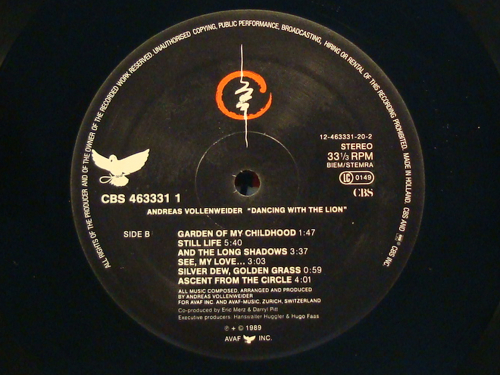 ALL RIGHTS OF THE PRODUCER AND OF THE OWNER OF THE RECORDED WORK RESERVED. UNAUTHORISED COPYING, PUBLIC PERFORMANCE, BROADCASTING, HIRING OR RENTAL OF THIS RECORDING PROHIBITED. MADE IN HOLLAND. CBS AND ARE CBS INC.
12-463331-20-2
STEREO
33⅓ RPM
BIEM/STEMRA
LC 0149
CBS
CBS 463331 1
ANDREAS VOLLENWEIDER "DANCING WITH THE LION"
SIDE B
GARDEN OF MY CHILDHOOD 1:47
STILL LIFE 5:40
AND THE LONG SHADOWS 3:37
SEE, MY LOVE... 3:03
SILVER DEW, GOLDEN GRASS 0:59
ASCENT FROM THE CIRCLE 4:01
ALL MUSIC COMPOSED, ARRANGED AND PRODUCED
BY ANDREAS VOLLENWEIDER
FOR AVAF INC. AND AVAF-MUSIC, ZURICH, SWITZERLAND
Co-produced by Eric Merz & Darryl Pitt
Executive producers: Hanswalter Huggler & Hugo Faas
℗ + © 1989
AVAF INC.